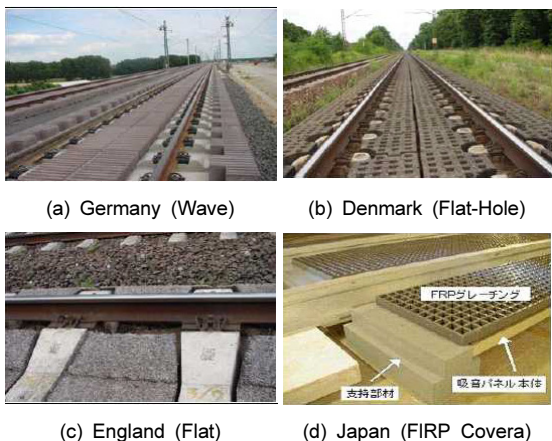 (a) Germany (Wave)
(b) Denmark (Flat-Hole)
FRPグレーチング
支持部材
吸音パネル本体
(c) England (Flat)
(d) Japan (FIRP Covera)